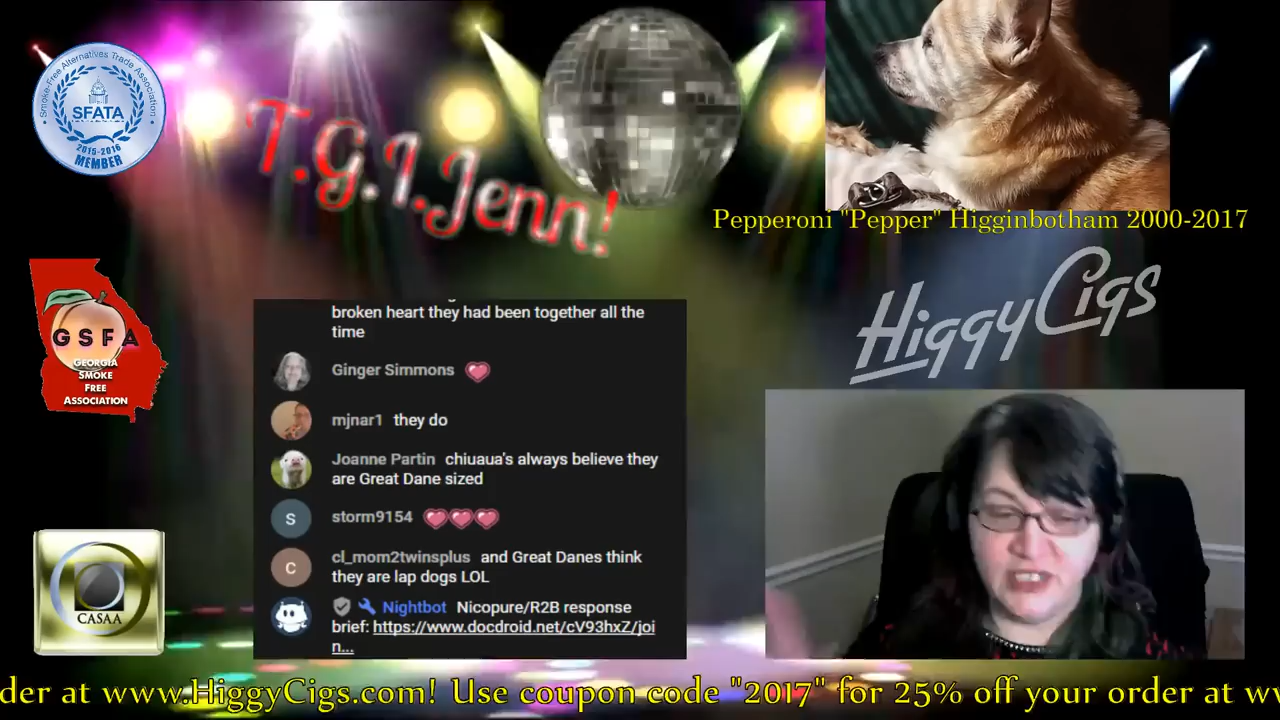 Smoke-Free Alternatives Trade Association
SFATA
2015-2016
MEMBER
T.G.I.Jenn!
Pepperoni "Pepper" Higginbotham 2000-2017
HiggyCigs
GSFA
GEORGIA
SMOKE
FREE
ASSOCIATION
CASAA
broken heart they had been together all the
time
Ginger Simmons
mjnar1 they do
Joanne Partin chiuaua's always believe they
are Great Dane sized
S
storm9154
C
cl_mom2twinsplus and Great Danes think
they are lap dogs LOL
Nightbot Nicopure/R2B response
brief: https://www.docdroid.net/cV93hxZ/joi
n...
der at www.HiggyCigs.com! Use coupon code "2017" for 25% off your order at ww